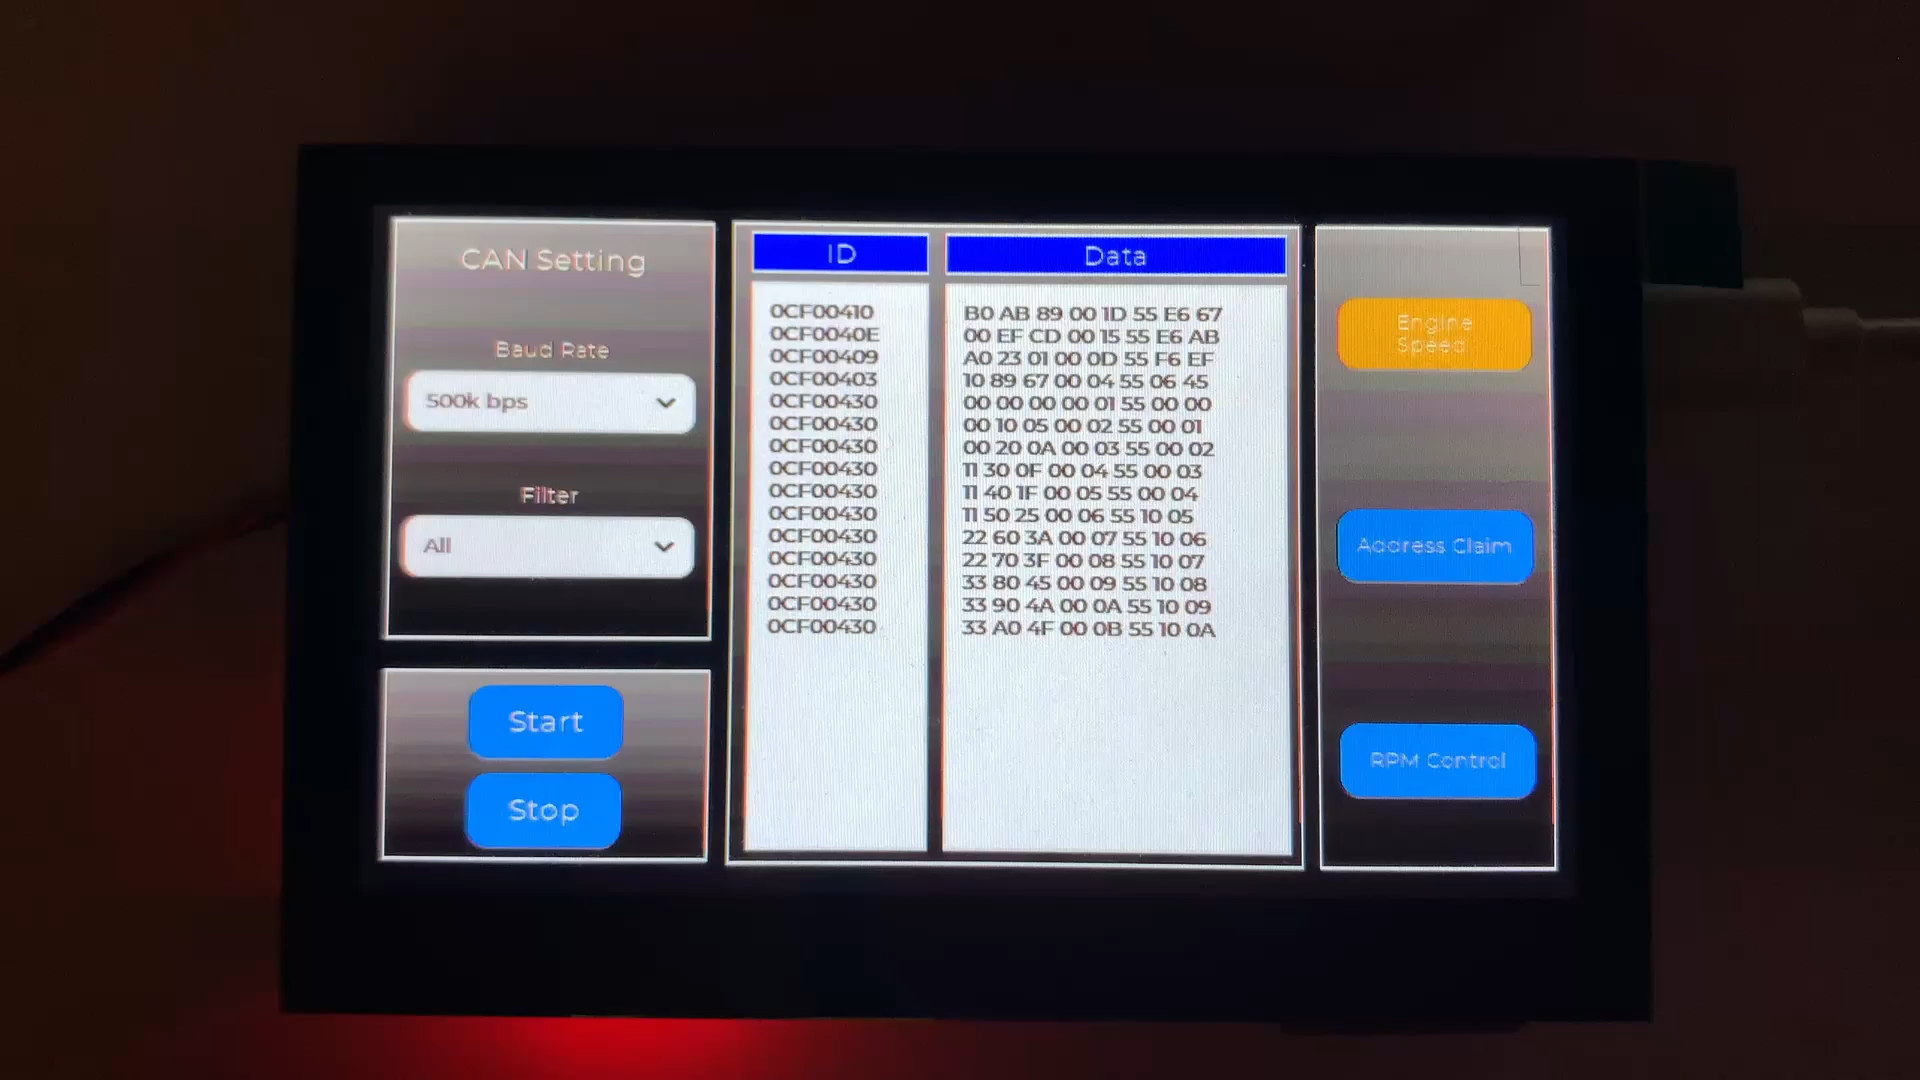 CAN Setting
Baud Rate
500k bps
Filter
All
Start
Stop
ID
Data
0CF00410 B0 AB 89 00 1D 55 E6 67
0CF0040E 00 EF CD 00 15 55 E6 AB
0CF00409 A0 23 01 00 0D 55 F6 EF
0CF00403 10 89 67 00 04 55 06 45
0CF00430 00 00 00 00 01 55 00 00
0CF00430 00 10 05 00 02 55 00 01
0CF00430 00 20 0A 00 03 55 00 02
0CF00430 11 30 0F 00 04 55 00 03
0CF00430 11 40 1F 00 05 55 00 04
0CF00430 11 50 25 00 06 55 10 05
0CF00430 22 60 3A 00 07 55 10 06
0CF00430 22 70 3F 00 08 55 10 07
0CF00430 33 80 45 00 09 55 10 08
0CF00430 33 90 4A 00 0A 55 10 09
0CF00430 33 A0 4F 00 0B 55 10 0A
Engine
Speed
Address Claim
RPM Control